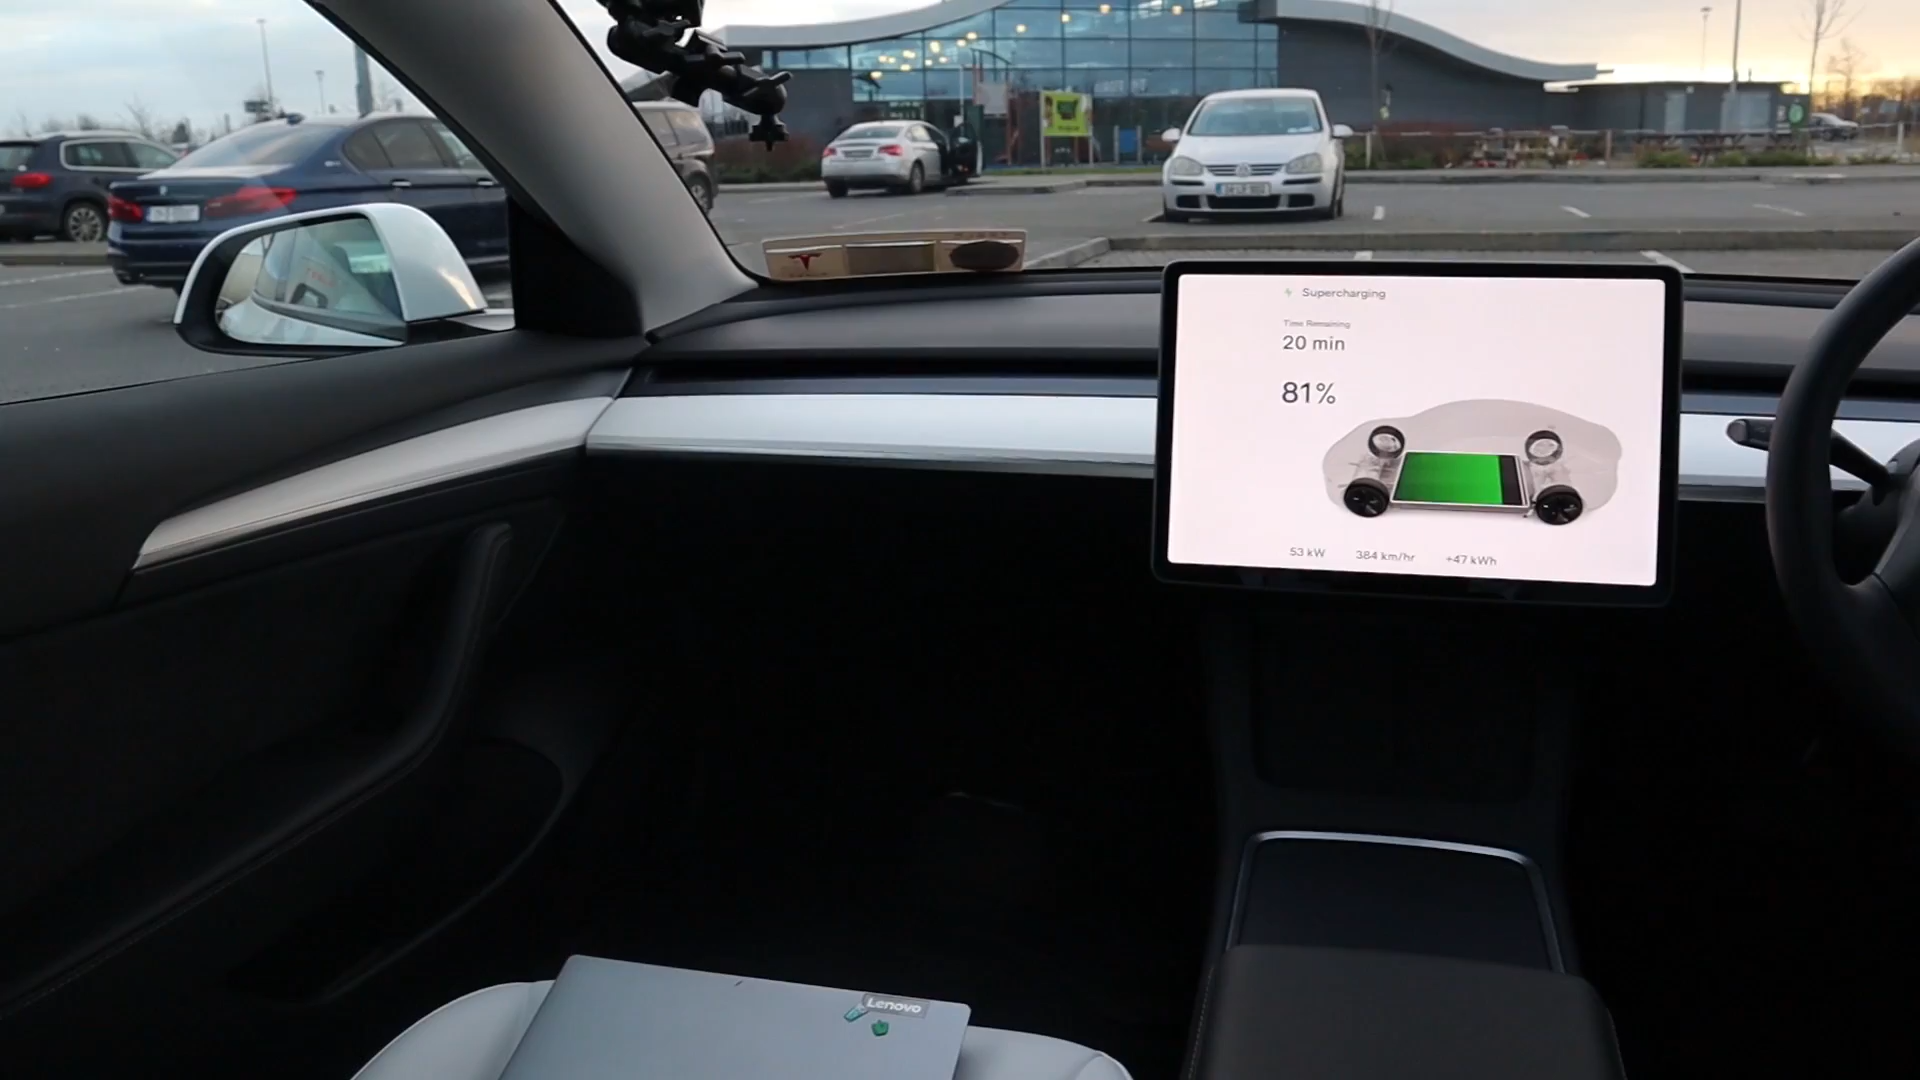 Supercharging
Time Remaining
20 min
81%
53 kW 384 km/hr +47 kWh
Lenovo